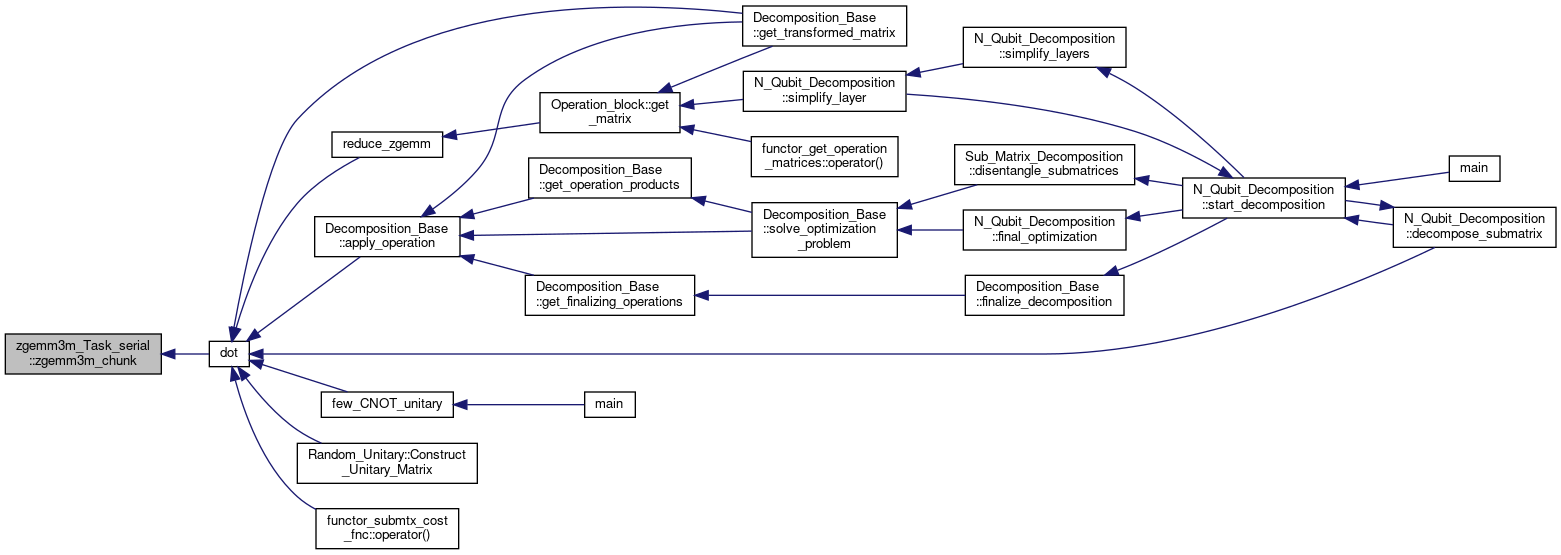 Decomposition_Base
::get_transformed_matrix
N_Qubit_Decomposition
::simplify_layers
N_Qubit_Decomposition
::simplify_layer
Operation_block::get
_matrix
reduce_zgemm
functor_get_operation
_matrices::operator()
Sub_Matrix_Decomposition
::disentangle_submatrices
main
Decomposition_Base
::get_operation_products
N_Qubit_Decomposition
::start_decomposition
Decomposition_Base
::solve_optimization
_problem
N_Qubit_Decomposition
::final_optimization
N_Qubit_Decomposition
::decompose_submatrix
Decomposition_Base
::apply_operation
Decomposition_Base
::get_finalizing_operations
Decomposition_Base
::finalize_decomposition
zgemm3m_Task_serial
::zgemm3m_chunk
dot
few_CNOT_unitary
main
Random_Unitary::Construct
_Unitary_Matrix
functor_submtx_cost
_fnc::operator()